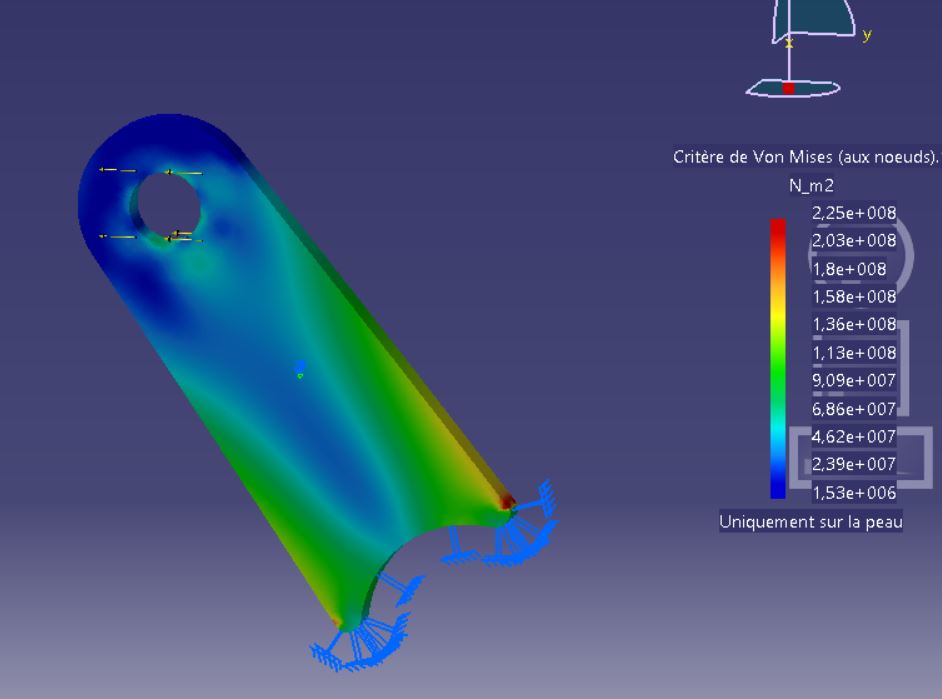 y
x
Critère de Von Mises (aux noeuds).
N_m2
2,25e+008
2,03e+008
1,8e+008
1,58e+008
1,36e+008
1,13e+008
9,09e+007
6,86e+007
4,62e+007
2,39e+007
1,53e+006
Uniquement sur la peau